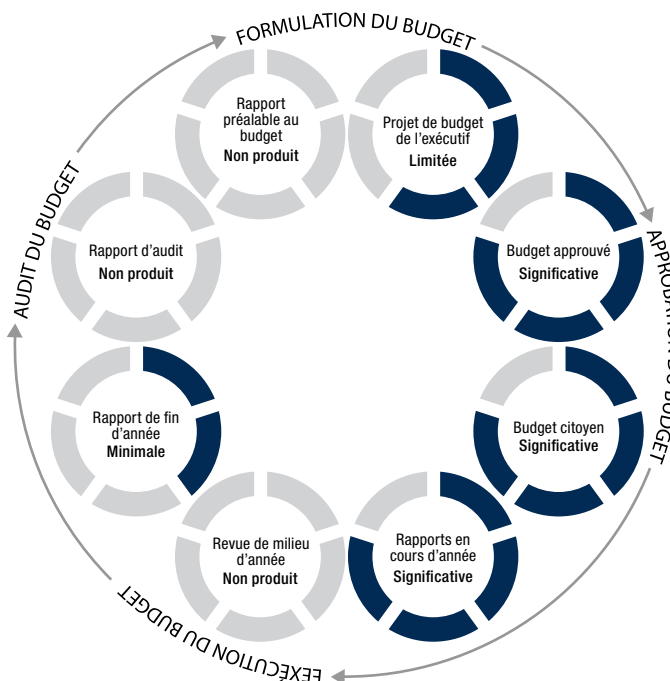 FORMULATION DU BUDGET
Rapport
préalable au
budget
Non produit
Projet de budget
de l'exécutif
Limitée
APPROBATION DU BUDGET
Budget approuvé
Significative
Budget citoyen
Significative
Rapports en
cours d'année
Significative
EEXÉCUTION DU BUDGET
Revue de milieu
d'année
Non produit
Rapport de fin
d'année
Minimale
AUDIT DU BUDGET
Rapport d'audit
Non produit